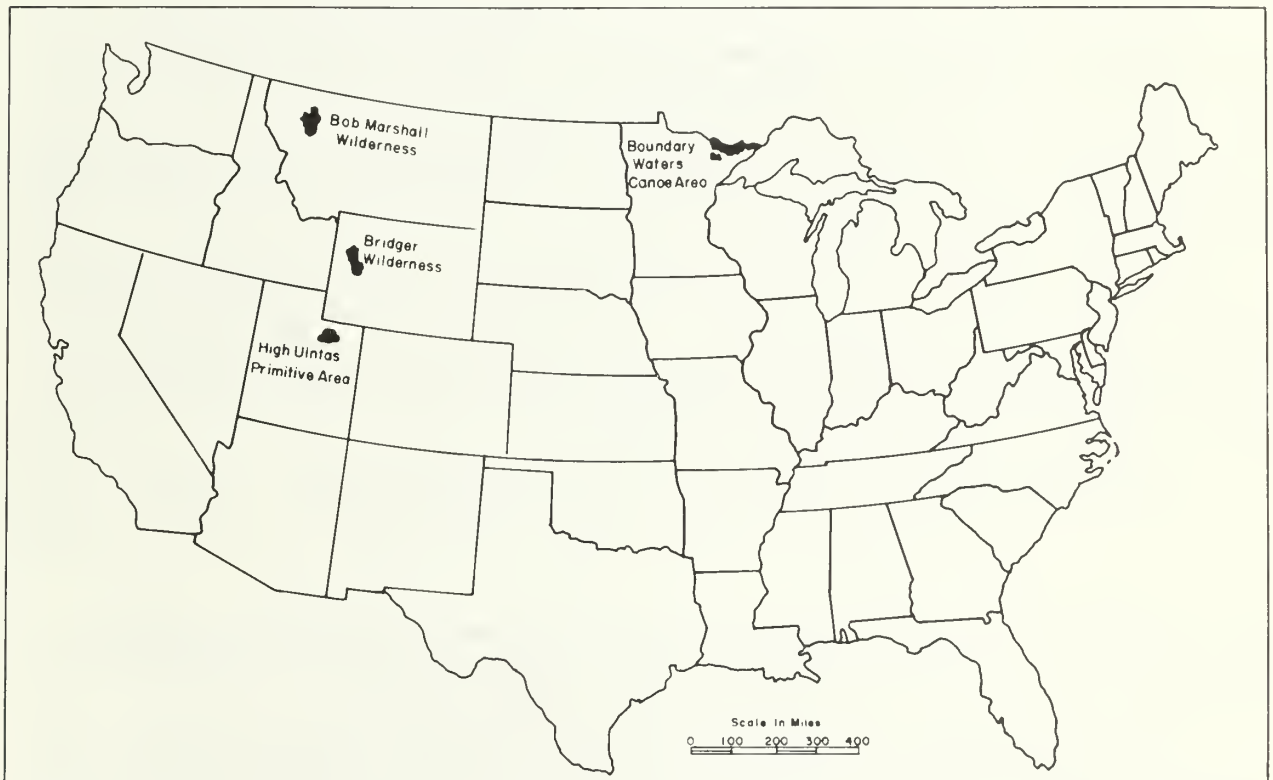 Bob Marshall
Wilderness
Boundary
Waters
Canoe Area
Bridger
Wilderness
High Uintas
Primitive Area
Scale In Miles
0 100 200 300 400